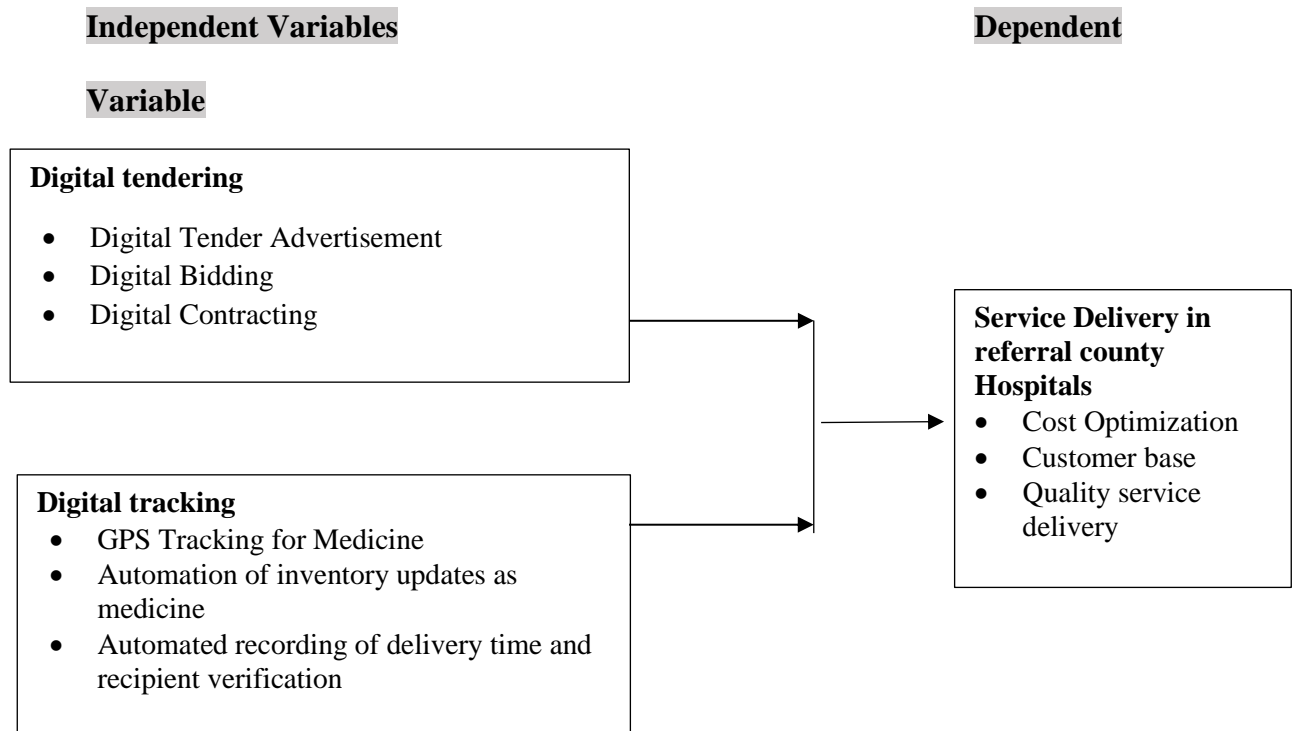 Independent Variables Dependent
Variable
Digital tendering
• Digital Tender Advertisement
• Digital Bidding
• Digital Contracting
Digital tracking
• GPS Tracking for Medicine
• Automation of inventory updates as
medicine
• Automated recording of delivery time and
recipient verification
Service Delivery in
referral county
Hospitals
• Cost Optimization
• Customer base
• Quality service
delivery